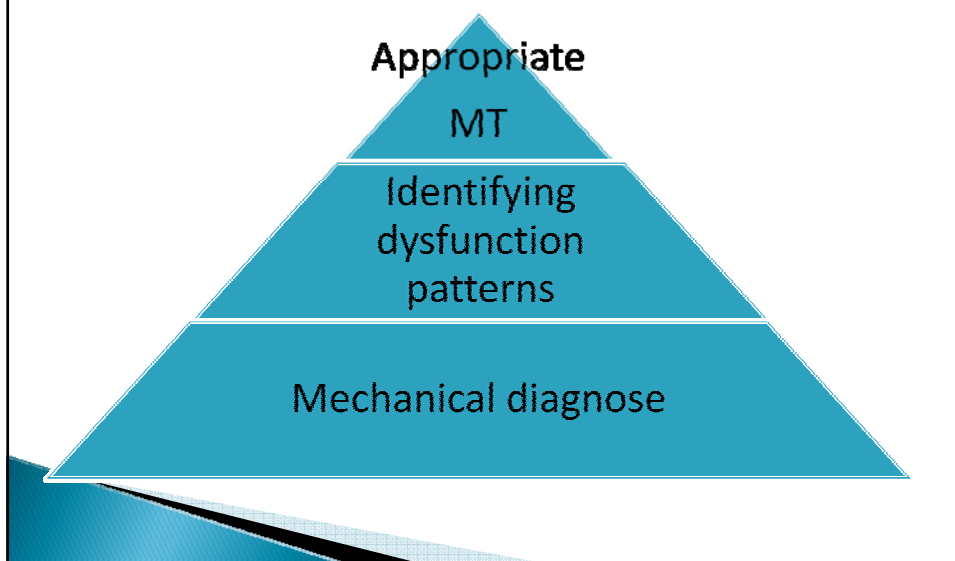 Appropriate
MT
Identifying
dysfunction
patterns
Mechanical diagnose